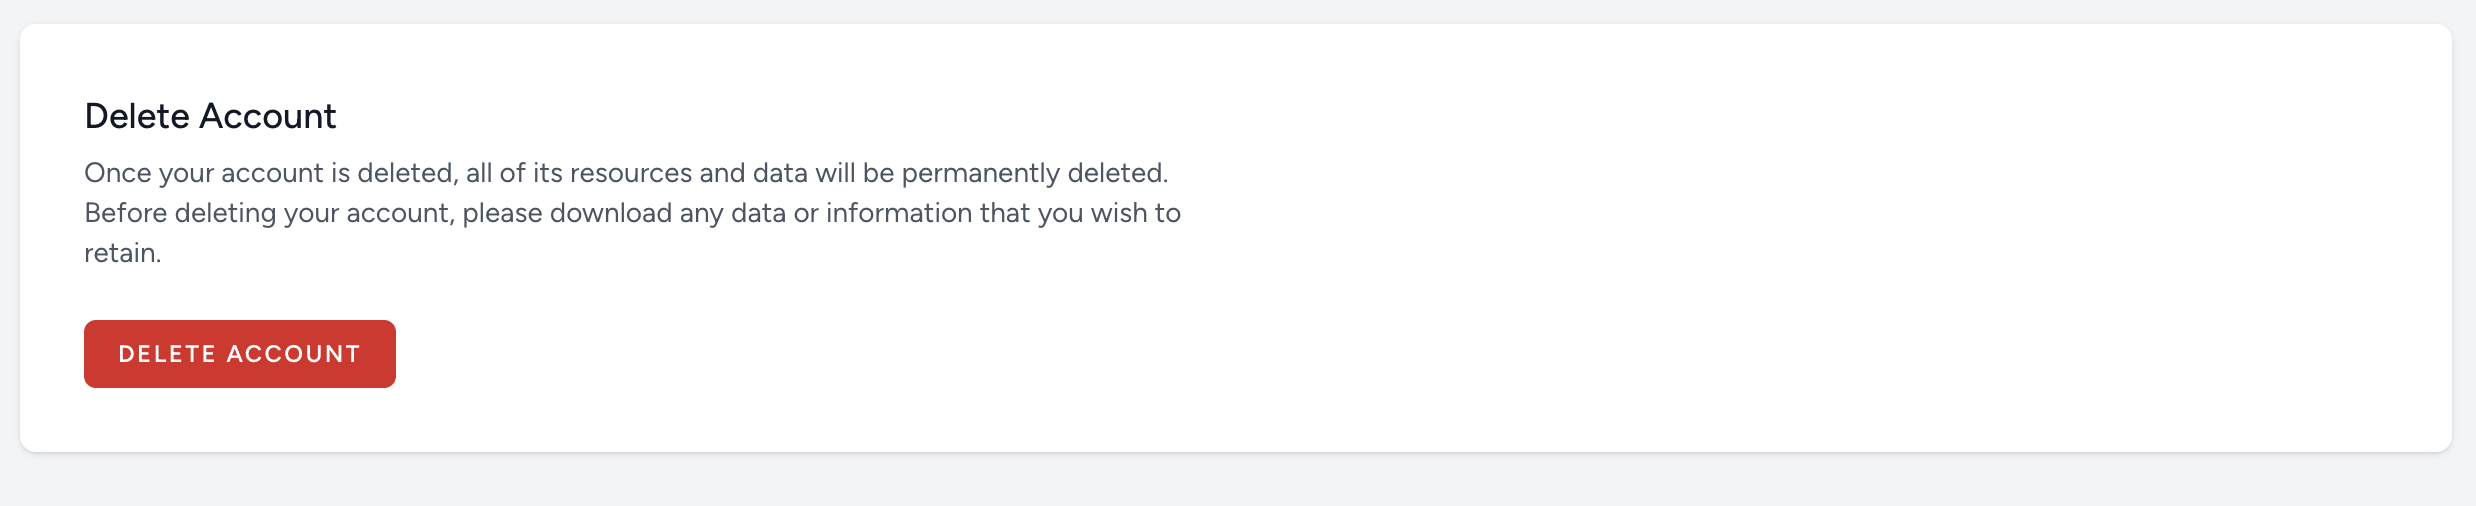 Delete Account
Once your account is deleted, all of its resources and data will be permanently deleted.
Before deleting your account, please download any data or information that you wish to
retain.
DELETE ACCOUNT